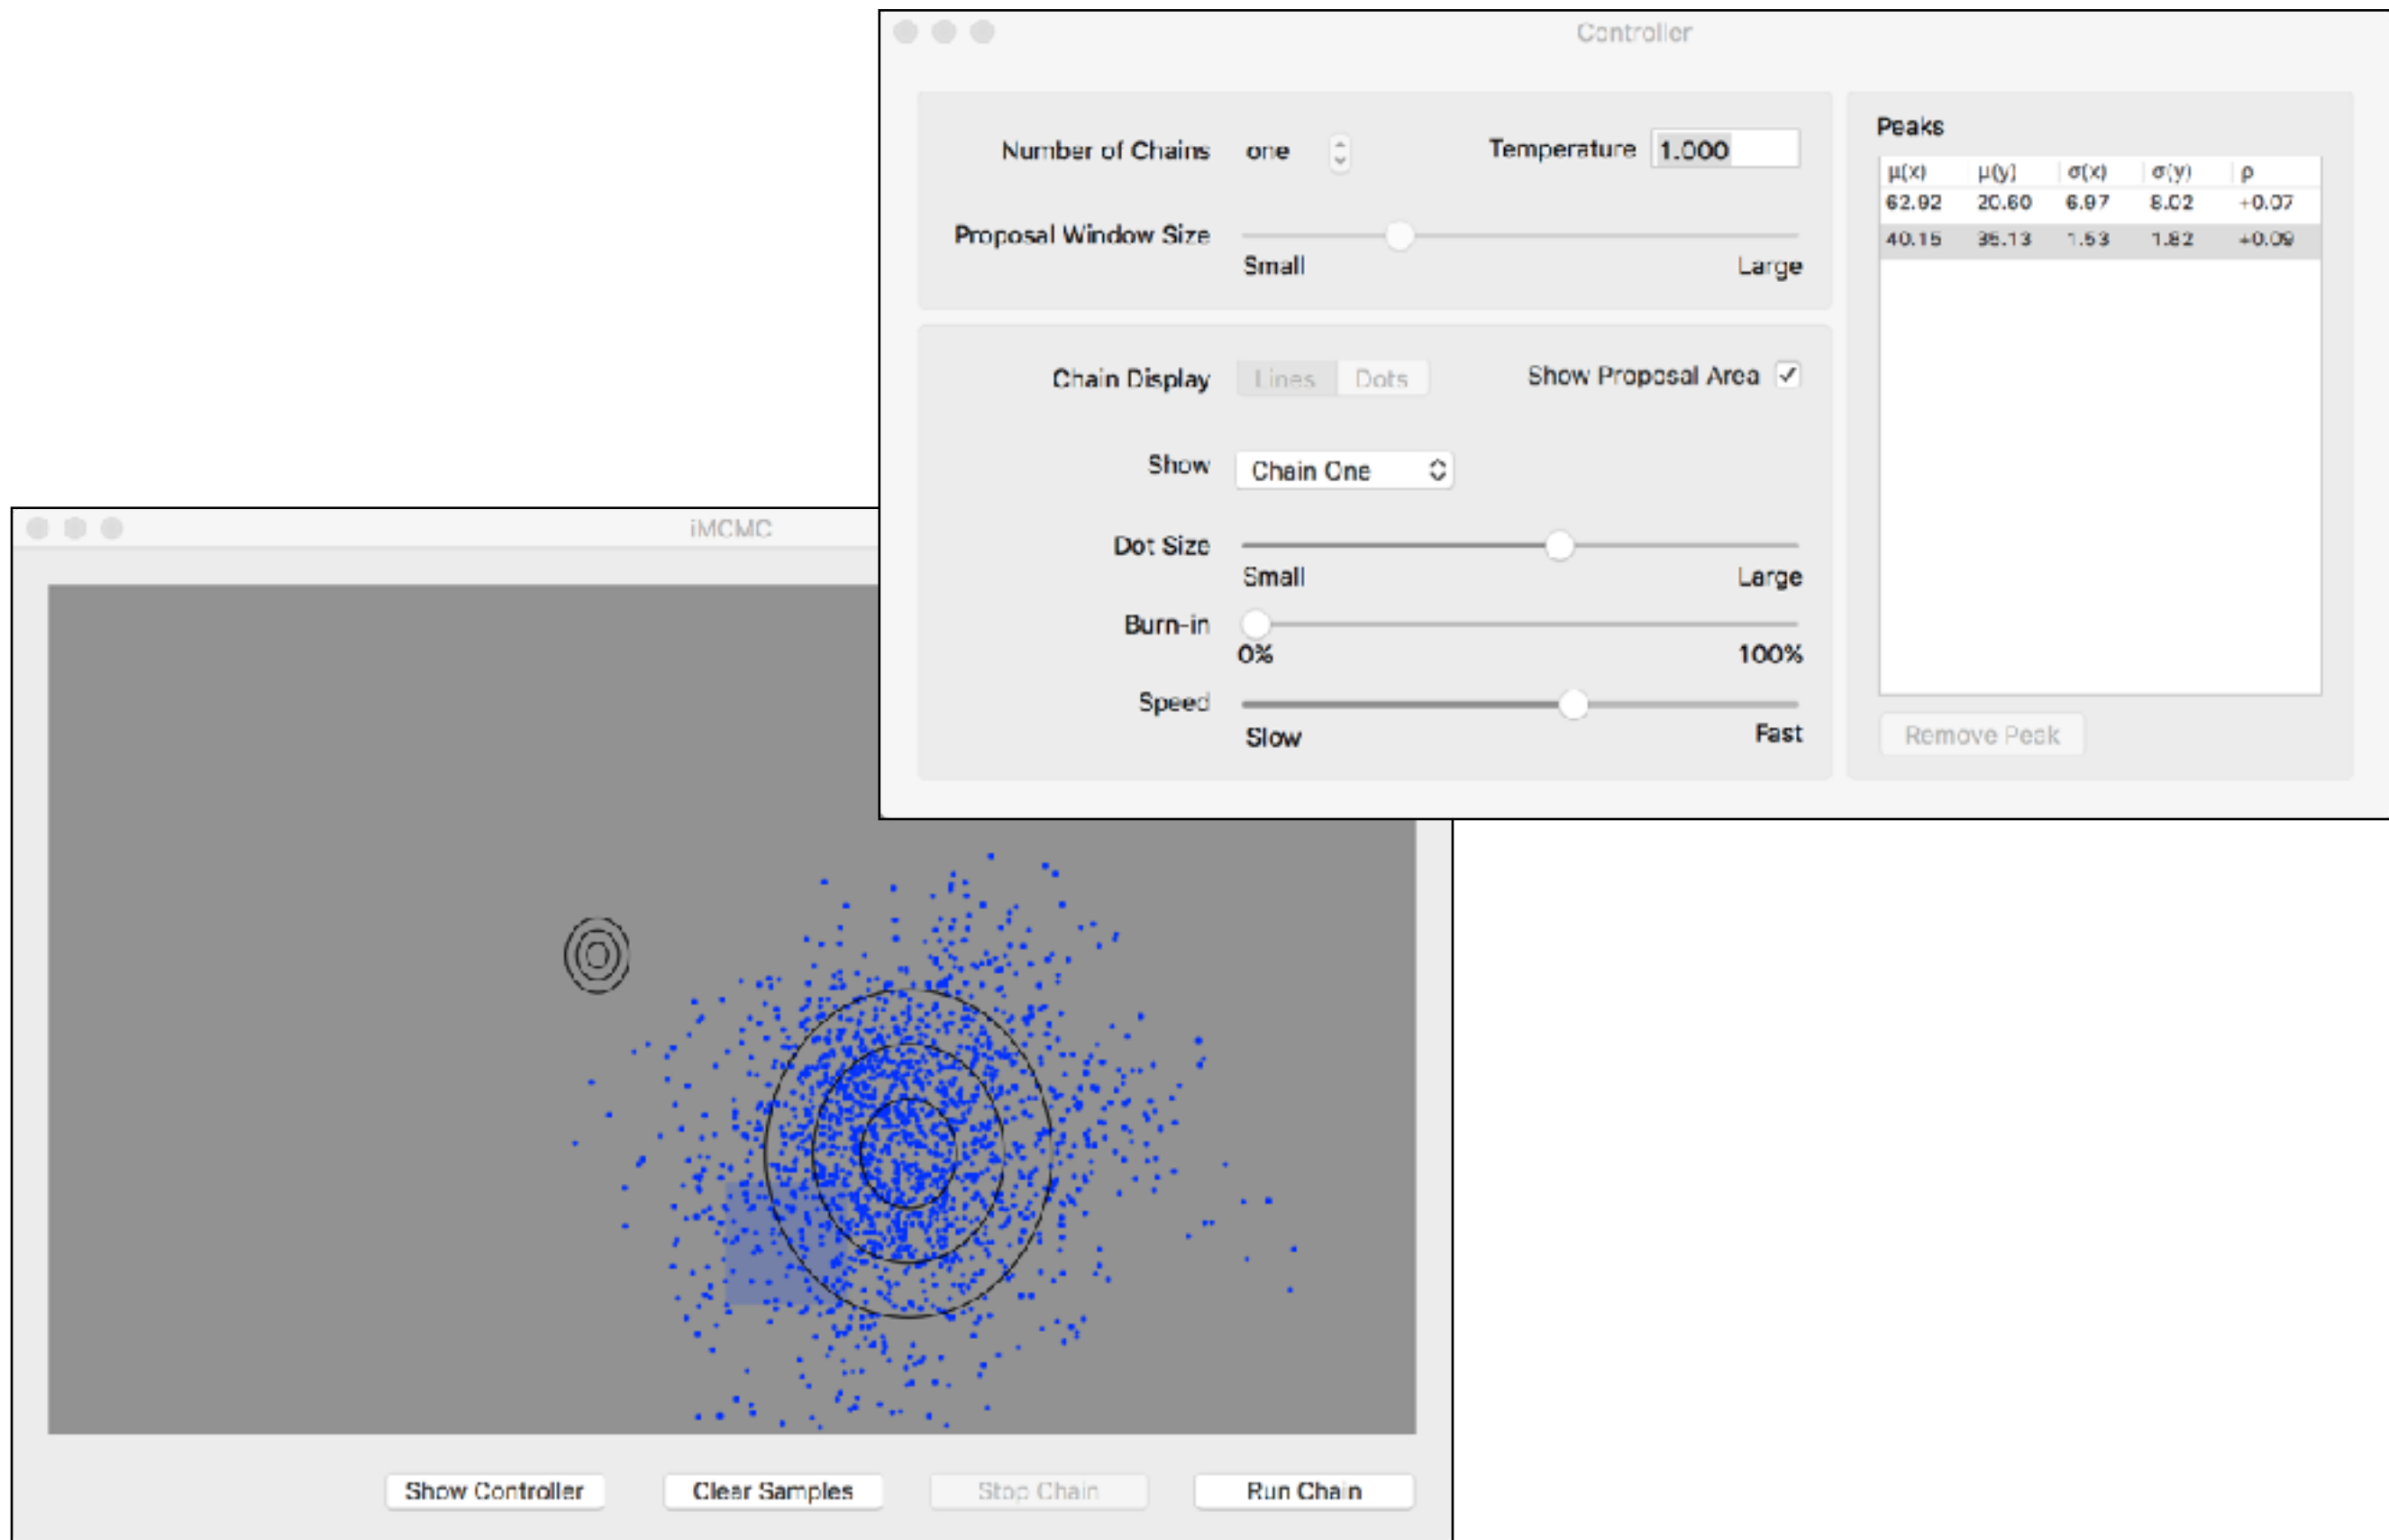 Controller
Number of Chains one Temperature 1.000
Proposal Window Size
Small Large
Chain Display Lines Dots Show Proposal Area
Show Chain One
Dot Size
Small Large
Burn-in
0% 100%
Speed
Slow Fast
Peaks
μ(x) μ(y) σ(x) σ(y) ρ
62.92 20.60 6.97 8.02 +0.07
40.15 35.13 1.53 1.82 +0.09
Remove Peak
iMCMC
Show Controller Clear Samples Stop Chain Run Chain